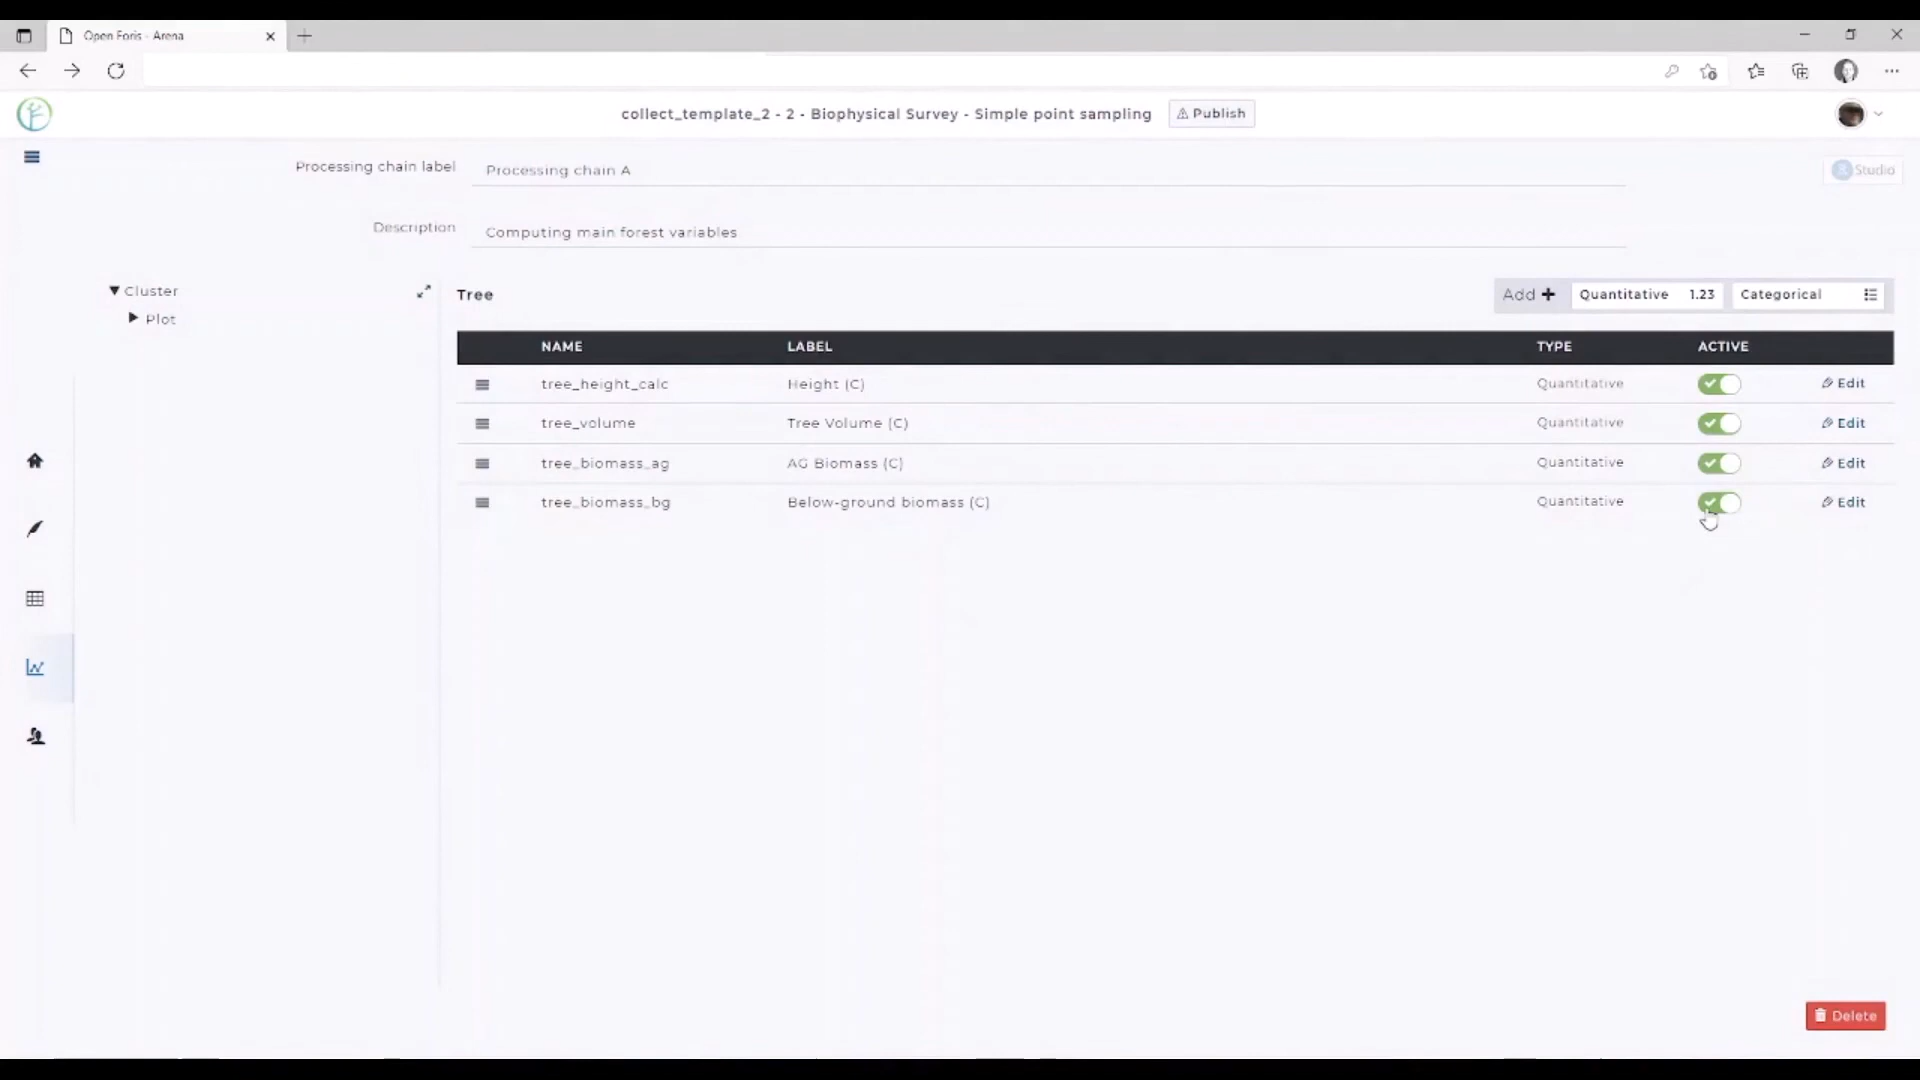 Open Foris - Arena
collect_template_2 - 2 - Biophysical Survey - Simple point sampling
Publish
Processing chain label
Processing chain A
Studio
Description
Computing main forest variables
Cluster
Plot
Tree
Add
Quantitative 1.23
Categorical
NAME LABEL TYPE ACTIVE
tree_height_calc Height (C) Quantitative Edit
tree_volume Tree Volume (C) Quantitative Edit
tree_biomass_ag AG Biomass (C) Quantitative Edit
tree_biomass_bg Below-ground biomass (C) Quantitative Edit
Delete